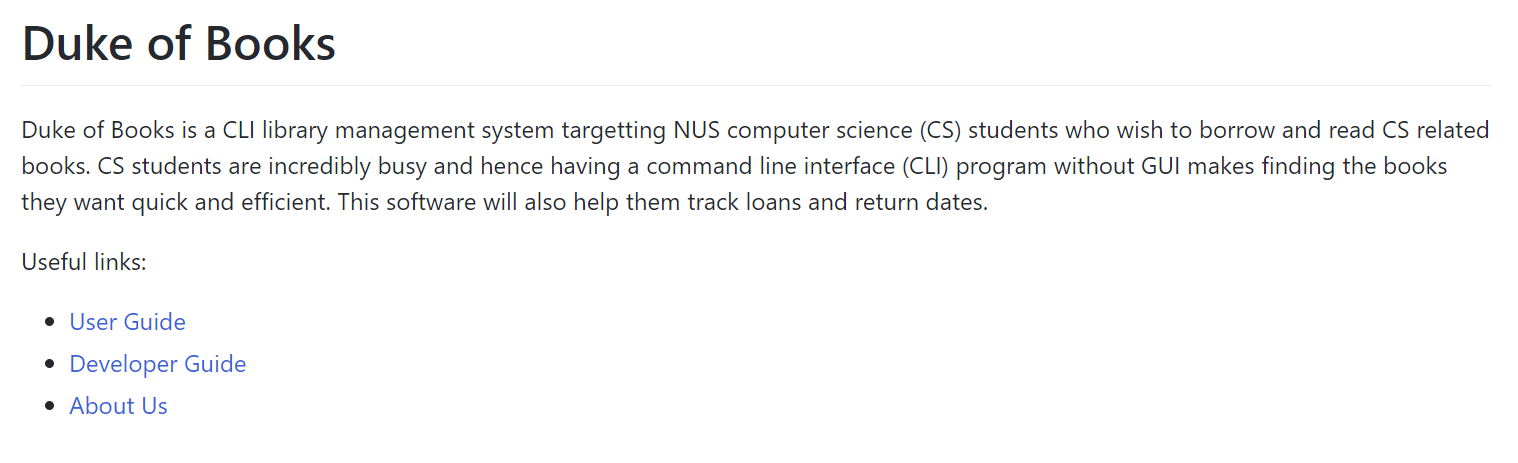 Duke of Books
Duke of Books is a CLI library management system targetting NUS computer science (CS) students who wish to borrow and read CS related
books. CS students are incredibly busy and hence having a command line interface (CLI) program without GUI makes finding the books
they want quick and efficient. This software will also help them track loans and return dates.
Useful links:
• User Guide
• Developer Guide
• About Us